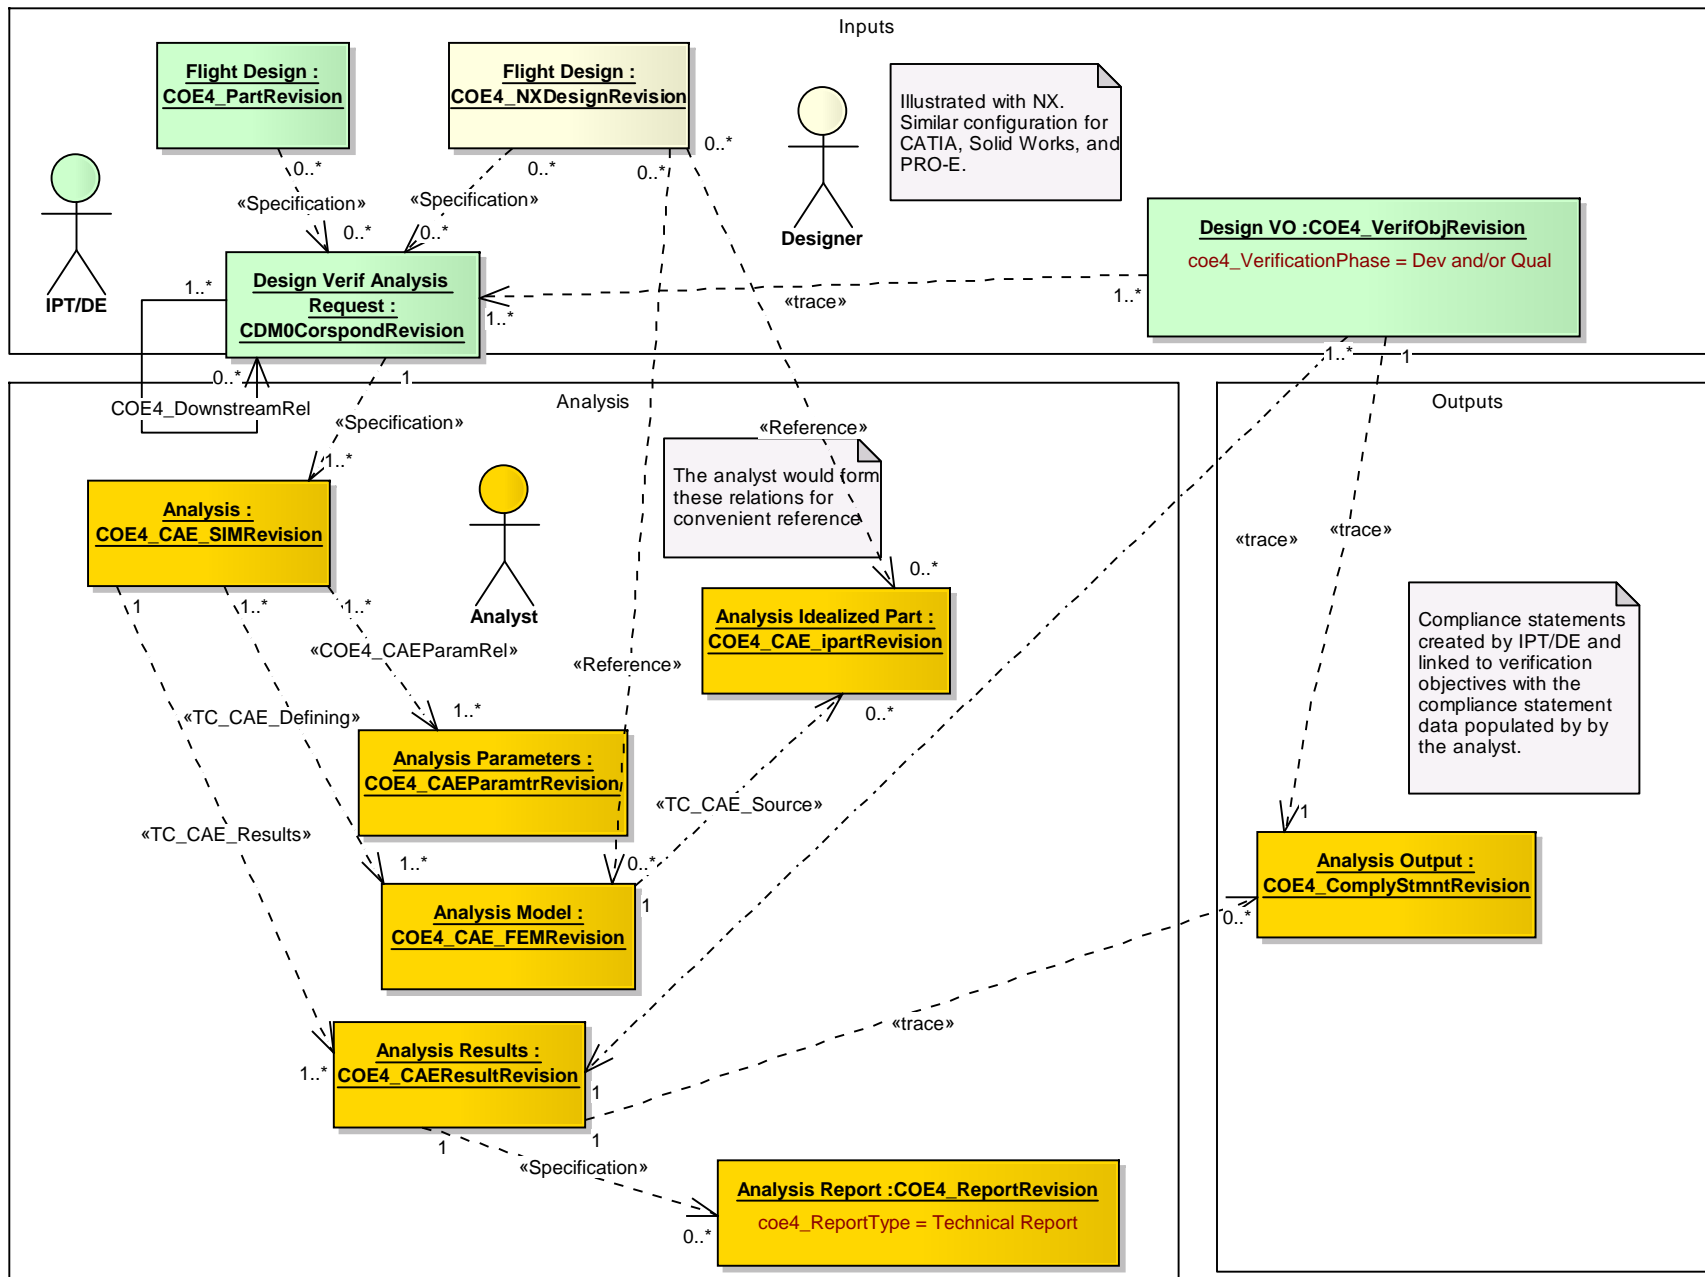 Inputs
Flight Design :
COE4_PartRevision
Flight Design :
COE4_NXDesignRevision
Illustrated with NX.
Similar configuration for
CATIA, Solid Works, and
PRO-E.
0..*
0..*
0..*
0..*
IPT/DE
Designer
«Specification»
«Specification»
0..*
0..*
Design VO :COE4_VerifObjRevision
coe4_VerificationPhase = Dev and/or Qual
Design Verif Analysis
Request :
CDM0CorspondRevision
1..*
1..*
«trace»
1..*
1..*
1
0..*
1
COE4_DownstreamRel
Analysis
Outputs
«Specification»
«Reference»
1..*
The analyst would form
these relations for
convenient reference
Analysis :
COE4_CAE_SIMRevision
«trace»
«trace»
0..*
Analyst
1
1..*
1..*
Analysis Idealized Part :
COE4_CAE_ipartRevision
Compliance statements
created by IPT/DE and
linked to verification
objectives with the
compliance statement
data populated by by
the analyst.
«COE4_CAEParamRel»
«Reference»
1..*
0..*
«TC_CAE_Defining»
Analysis Parameters :
COE4_CAEParamtrRevision
«TC_CAE_Source»
1
«TC_CAE_Results»
1..*
0..*
Analysis Output :
COE4_ComplyStmntRevision
Analysis Model :
COE4_CAE_FEMRevision
1
0..*
«trace»
Analysis Results :
COE4_CAEResultRevision
1..*
1
1
1
«Specification»
Analysis Report :COE4_ReportRevision
coe4_ReportType = Technical Report
0..*